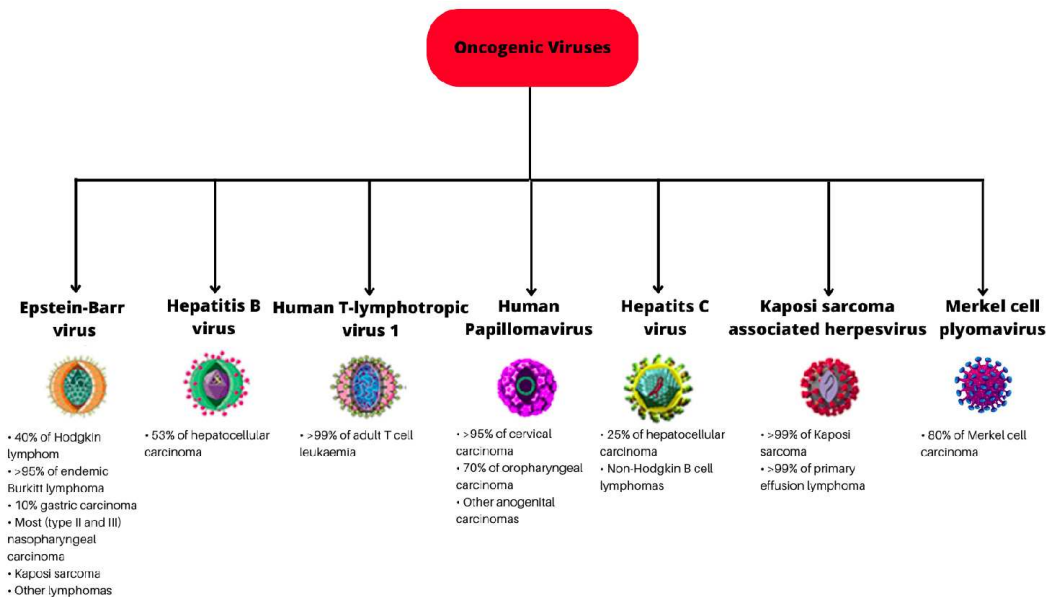 Oncogenic Viruses
Epstein-Barr
virus
• 40% of Hodgkin
lymphom
• >95% of endemic
Burkitt lymphoma
• 10% gastric carcinoma
• Most (type II and III)
nasopharyngeal
carcinoma
• Kaposi sarcoma
• Other lymphomas
Hepatitis B
virus
• 53% of hepatocellular
carcinoma
Human T-lymphotropic
virus 1
• >99% of adult T cell
leukaemia
Human
Papillomavirus
• >95% of cervical
carcinoma
• 70% of oropharyngeal
carcinoma
• Other anogenital
carcinomas
Hepatits C
virus
• 25% of hepatocellular
carcinoma
• Non-Hodgkin B cell
lymphomas
Kaposi sarcoma
associated herpesvirus
• >99% of Kaposi
sarcoma
• >99% of primary
effusion lymphoma
Merkel cell
plyomavirus
• 80% of Merkel cell
carcinoma